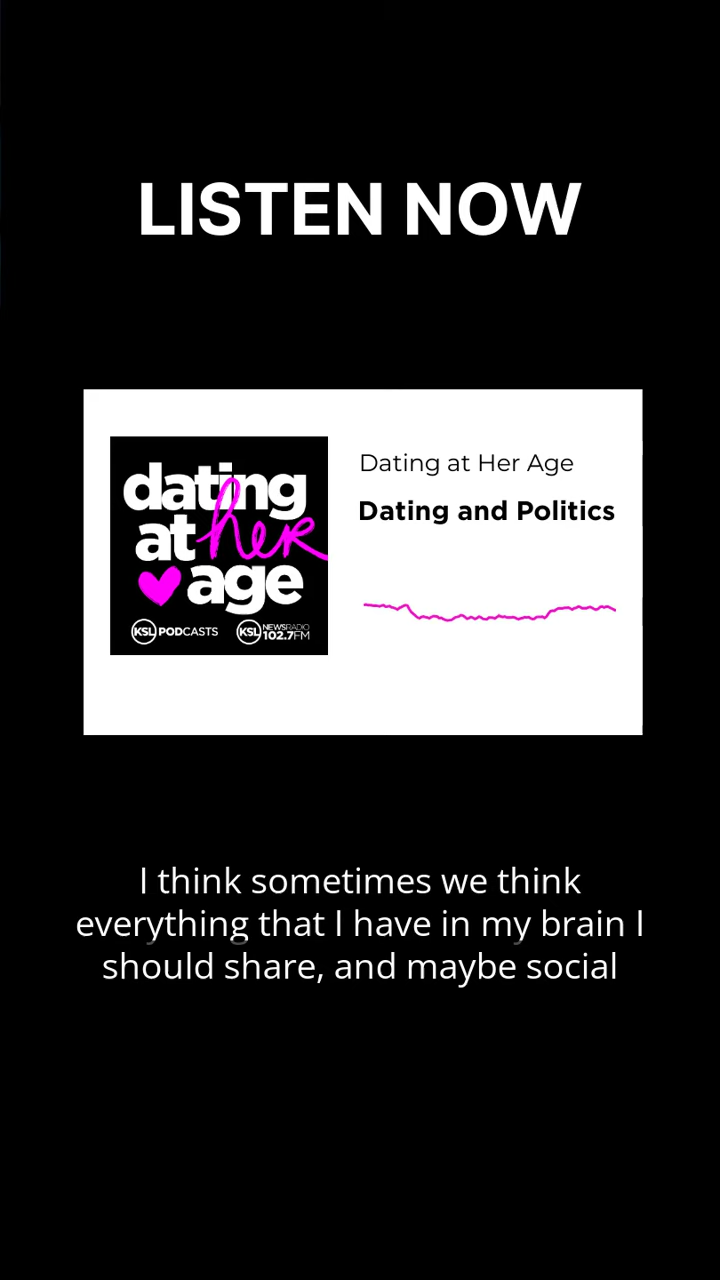 LISTEN NOW
dating
at her
age
KSL PODCASTS KSL NEWSRADIO 102.7FM
Dating at Her Age
Dating and Politics
I think sometimes we think
everything that I have in my brain I
should share, and maybe social